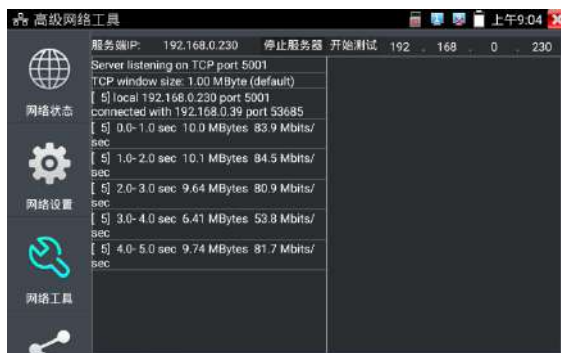 高级网络工具
上午9:04
服务端IP: 192.168.0.230 停止服务器 开始测试 192 . 168 . 0 . 230
Server listening on TCP port 5001
TCP window size: 1.00 MByte (default)
[ 5] local 192.168.0.230 port 5001
connected with 192.168.0.39 port 53685
[ 5] 0.0- 1.0 sec 10.0 MBytes 83.9 Mbits/
sec
[ 5] 1.0- 2.0 sec 10.1 MBytes 84.5 Mbits/
sec
[ 5] 2.0- 3.0 sec 9.64 MBytes 80.9 Mbits/
sec
[ 5] 3.0- 4.0 sec 6.41 MBytes 53.8 Mbits/
sec
[ 5] 4.0- 5.0 sec 9.74 MBytes 81.7 Mbits/
sec
网络状态
网络设置
网络工具